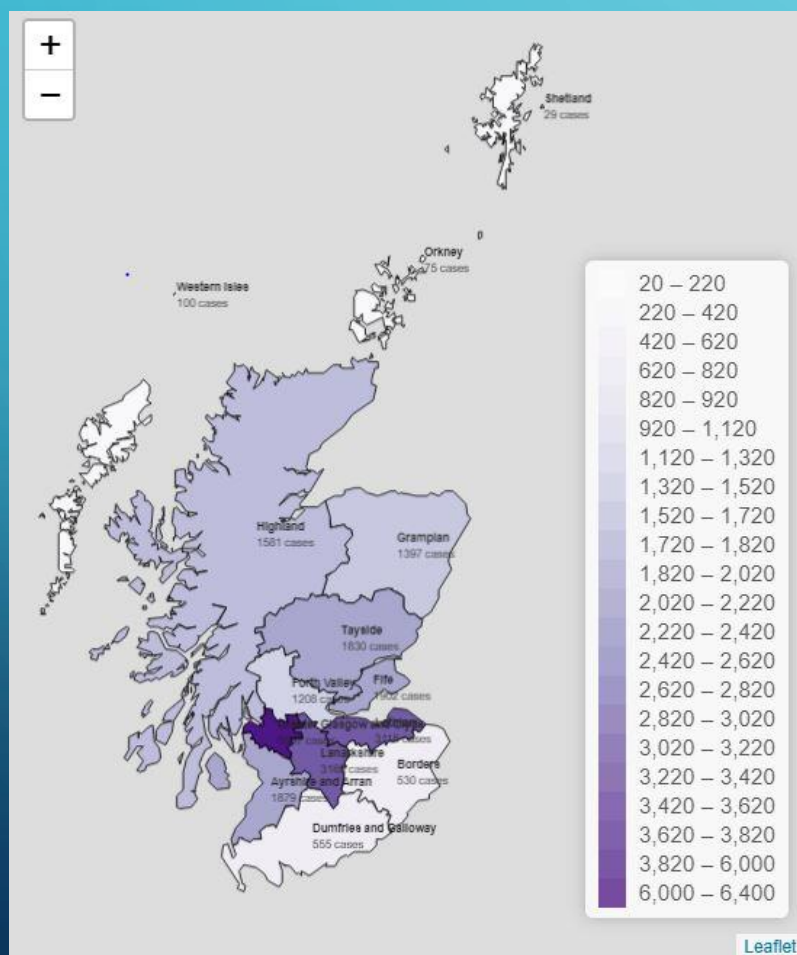 +
−
Shetland
29 cases
Orkney
75 cases
Western Isles
100 cases
Highland
1581 cases
Grampian
1397 cases
Tayside
1830 cases
Forth Valley
1208 cases
Fife
1902 cases
Greater Glasgow and Clyde
Lanarkshire
Borders
530 cases
Ayrshire and Arran
1879 cases
Dumfries and Galloway
555 cases
20 – 220
220 – 420
420 – 620
620 – 820
820 – 920
920 – 1,120
1,120 – 1,320
1,320 – 1,520
1,520 – 1,720
1,720 – 1,820
1,820 – 2,020
2,020 – 2,220
2,220 – 2,420
2,420 – 2,620
2,620 – 2,820
2,820 – 3,020
3,020 – 3,220
3,220 – 3,420
3,420 – 3,620
3,620 – 3,820
3,820 – 6,000
6,000 – 6,400
Leaflet